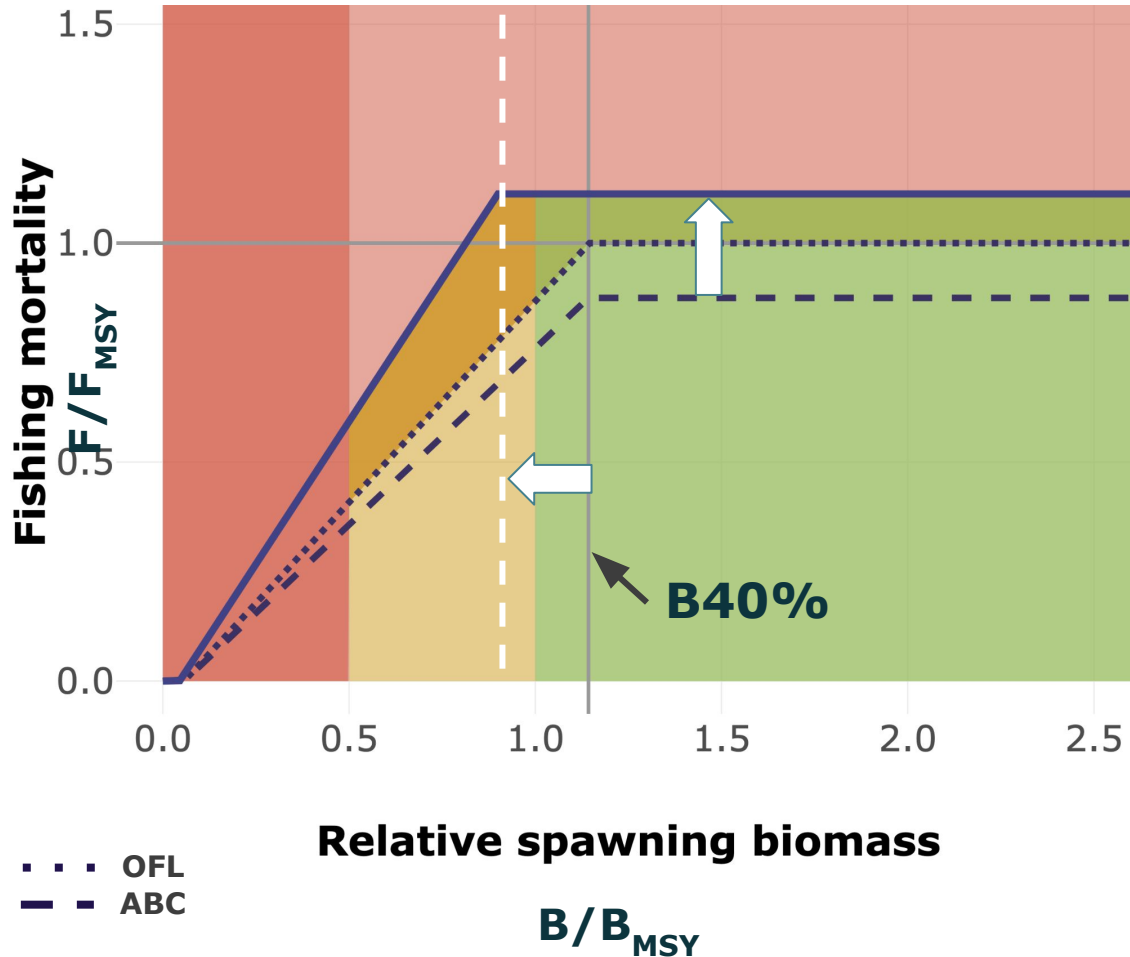 1.5
1.0
0.5
0.0
Fishing mortality
F/FMSY
B40%
0.0 0.5 1.0 1.5 2.0 2.5
Relative spawning biomass
B/BMSY
OFL
ABC